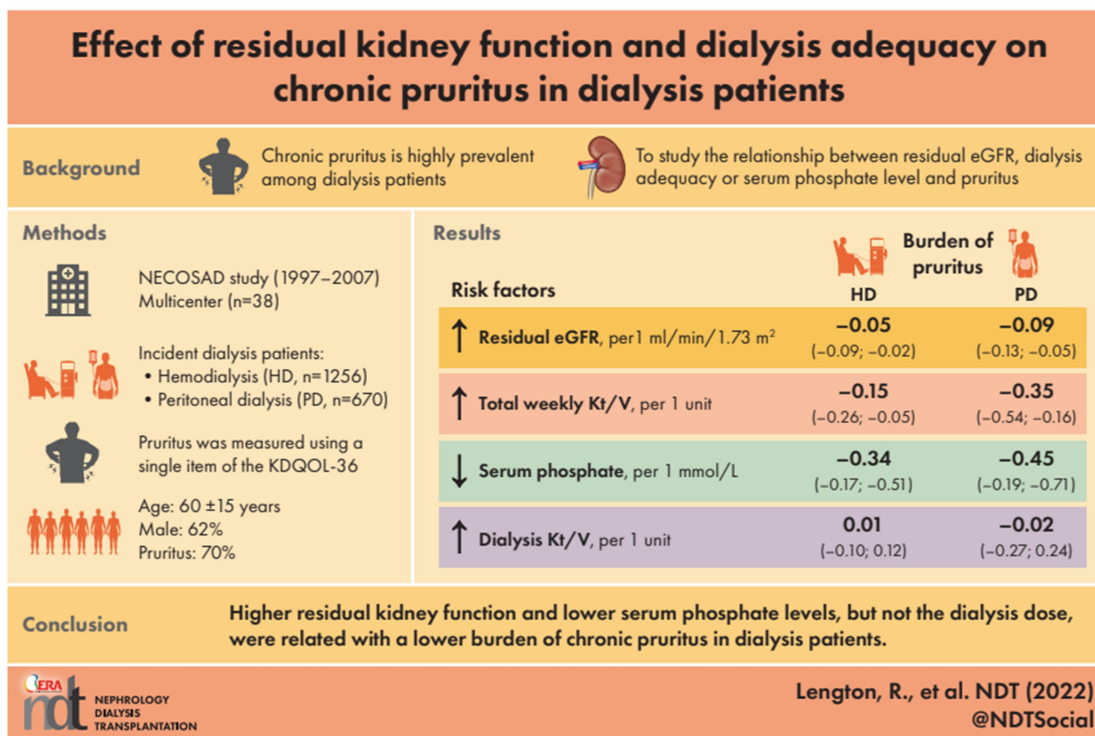 Effect of residual kidney function and dialysis adequacy on
chronic pruritus in dialysis patients
Background
Chronic pruritus is highly prevalent
among dialysis patients
To study the relationship between residual eGFR, dialysis
adequacy or serum phosphate level and pruritus
Methods
NECOSAD study (1997–2007)
Multicenter (n=38)
Incident dialysis patients:
• Hemodialysis (HD, n=1256)
• Peritoneal dialysis (PD, n=670)
Pruritus was measured using a
single item of the KDQOL-36
Age: 60 ±15 years
Male: 62%
Pruritus: 70%
Results
Burden of
pruritus
Risk factors
HD
PD
↑ Residual eGFR, per1 ml/min/1.73 m²
−0.05
(−0.09; −0.02)
−0.09
(−0.13; −0.05)
↑ Total weekly Kt/V, per 1 unit
−0.15
(−0.26; −0.05)
−0.35
(−0.54; −0.16)
↓ Serum phosphate, per 1 mmol/L
−0.34
(−0.17; −0.51)
−0.45
(−0.19; −0.71)
↑ Dialysis Kt/V, per 1 unit
0.01
(−0.10; 0.12)
−0.02
(−0.27; 0.24)
Conclusion
Higher residual kidney function and lower serum phosphate levels, but not the dialysis dose,
were related with a lower burden of chronic pruritus in dialysis patients.
ERA
ndt
NEPHROLOGY
DIALYSIS
TRANSPLANTATION
Lengton, R., et al. NDT (2022)
@NDTSocial